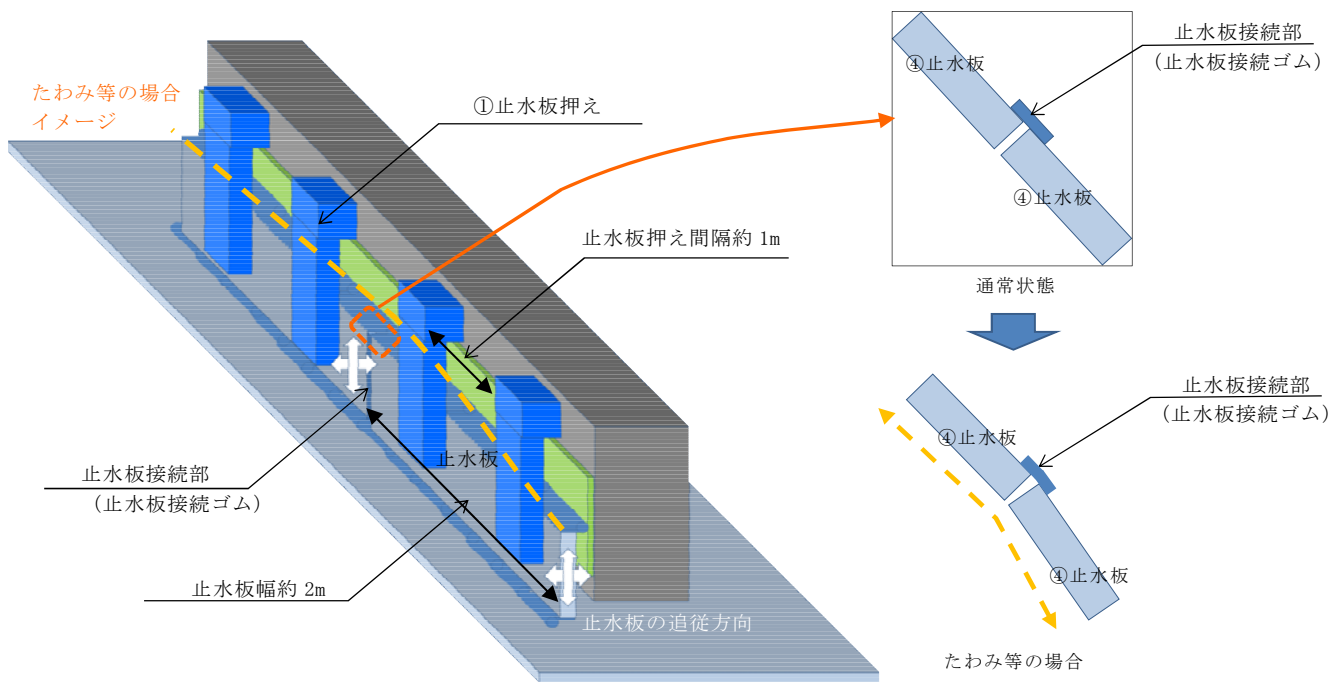 たわみ等の場合
イメージ
①止水板押え
止水板押え間隔約 1m
止水板
止水板接続部
(止水板接続ゴム)
止水板幅約 2m
止水板の追従方向
④止水板
④止水板
止水板接続部
(止水板接続ゴム)
通常状態
④止水板
④止水板
止水板接続部
(止水板接続ゴム)
たわみ等の場合